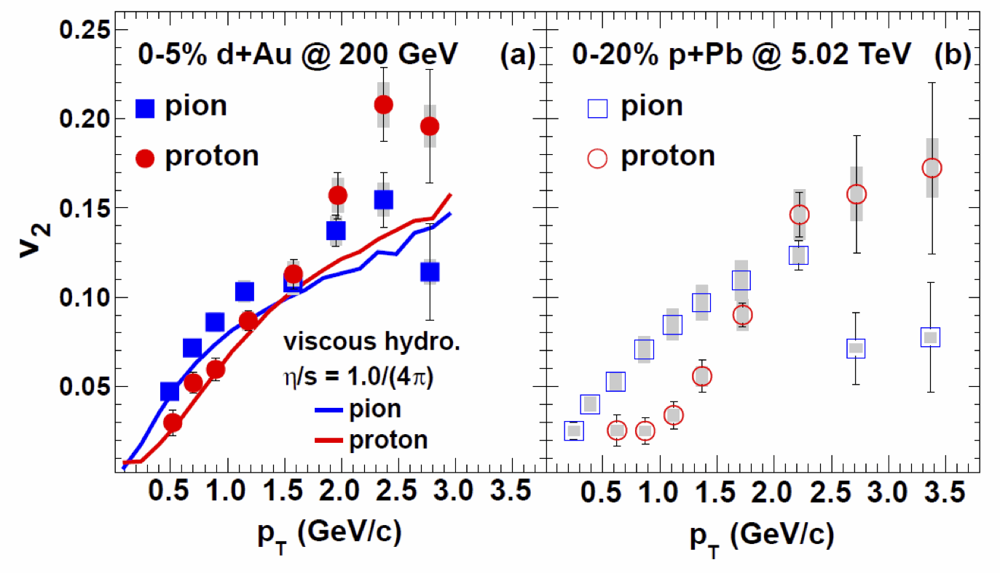 0-5% d+Au @ 200 GeV (a)
pion
proton
viscous hydro.
η/s = 1.0/(4π)
pion
proton
0.25
0.20
0.15
0.10
0.05
v2
0.5 1.0 1.5 2.0 2.5 3.0 3.5
pT (GeV/c)
0-20% p+Pb @ 5.02 TeV (b)
pion
proton
0.5 1.0 1.5 2.0 2.5 3.0 3.5
pT (GeV/c)